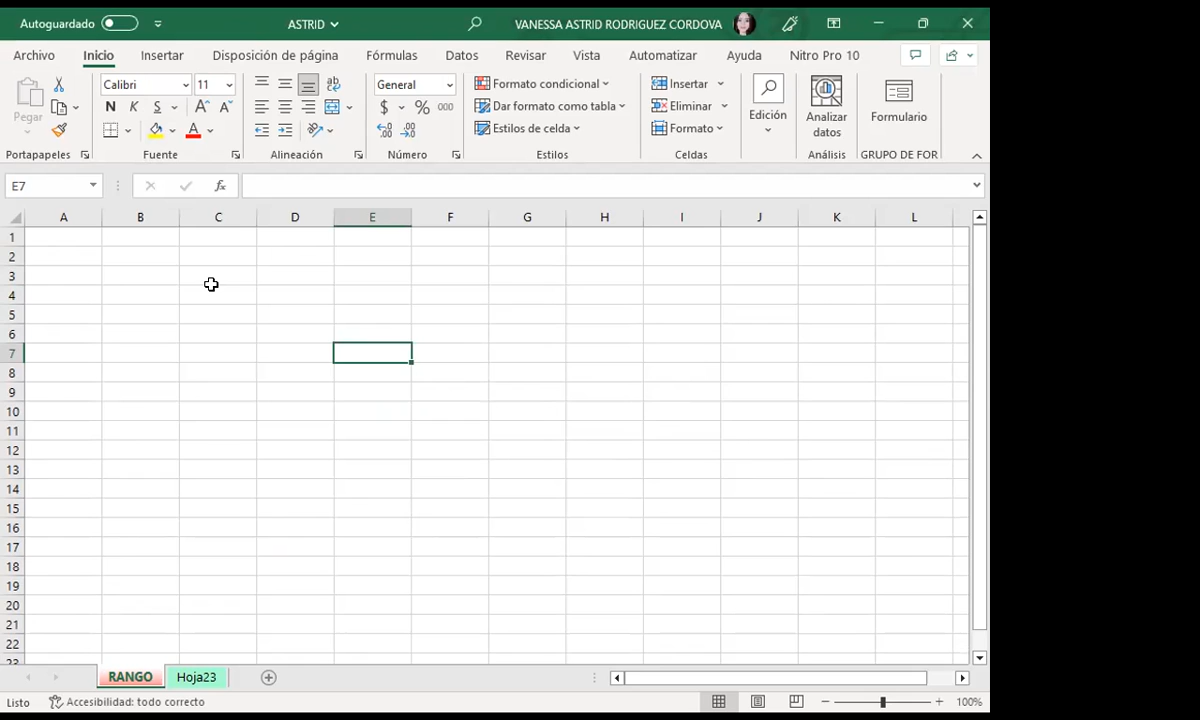 Autoguardado ASTRID VANESSA ASTRID RODRIGUEZ CORDOVA
Archivo Inicio Insertar Disposición de página Fórmulas Datos Revisar Vista Automatizar Ayuda Nitro Pro 10
Pegar
Calibri 11
N K S
General
$ % 000
Formato condicional
Dar formato como tabla
Estilos de celda
Insertar
Eliminar
Formato
Edición
Analizar
datos
Formulario
Portapapeles Fuente Alineación Número Estilos Celdas Análisis GRUPO DE FOR
E7 fx
A B C D E F G H I J K L
1
2
3
4
5
6
7
8
9
10
11
12
13
14
15
16
17
18
19
20
21
22
23
RANGO Hoja23
Listo Accesibilidad: todo correcto 100%